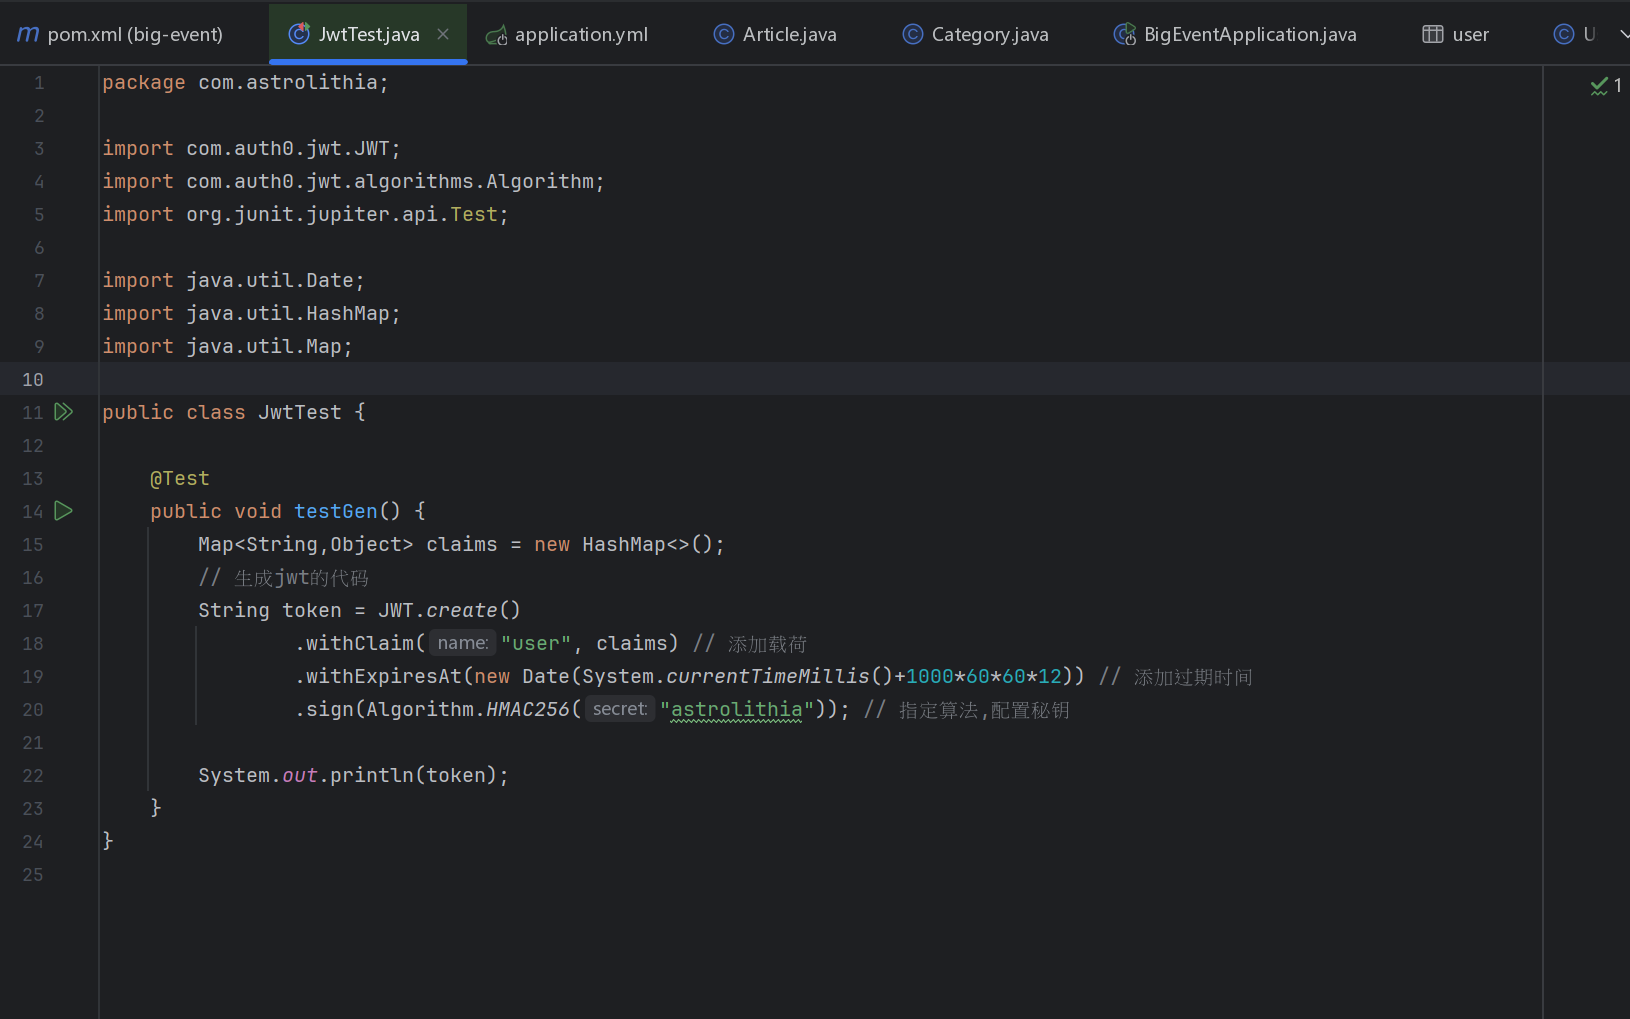 m pom.xml (big-event) JwtTest.java application.yml Article.java Category.java BigEventApplication.java user U
1 package com.astrolithia; 1
2
3 import com.auth0.jwt.JWT;
4 import com.auth0.jwt.algorithms.Algorithm;
5 import org.junit.jupiter.api.Test;
6
7 import java.util.Date;
8 import java.util.HashMap;
9 import java.util.Map;
10
11 public class JwtTest {
12
13 @Test
14 public void testGen() {
15 Map<String,Object> claims = new HashMap<>();
16 // 生成jwt的代码
17 String token = JWT.create()
18 .withClaim( name: "user", claims) // 添加载荷
19 .withExpiresAt(new Date(System.currentTimeMillis()+1000*60*60*12)) // 添加过期时间
20 .sign(Algorithm.HMAC256( secret: "astrolithia")); // 指定算法,配置秘钥
21
22 System.out.println(token);
23 }
24 }
25